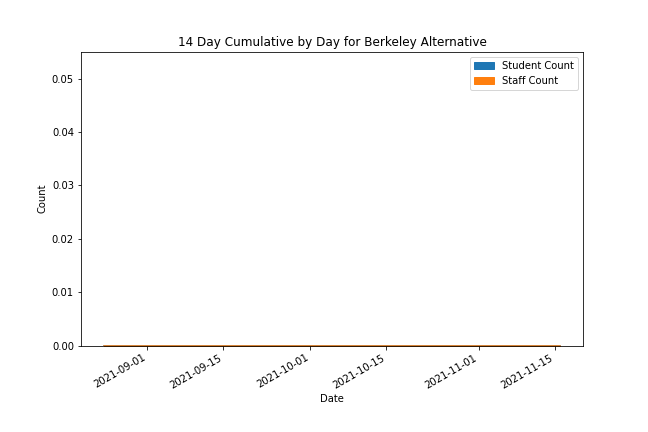 14 Day Cumulative by Day for Berkeley Alternative
Student Count
Staff Count
0.05
0.04
0.03
0.02
0.01
0.00
Count
2021-09-01
2021-09-15
2021-10-01
2021-10-15
2021-11-01
2021-11-15
Date